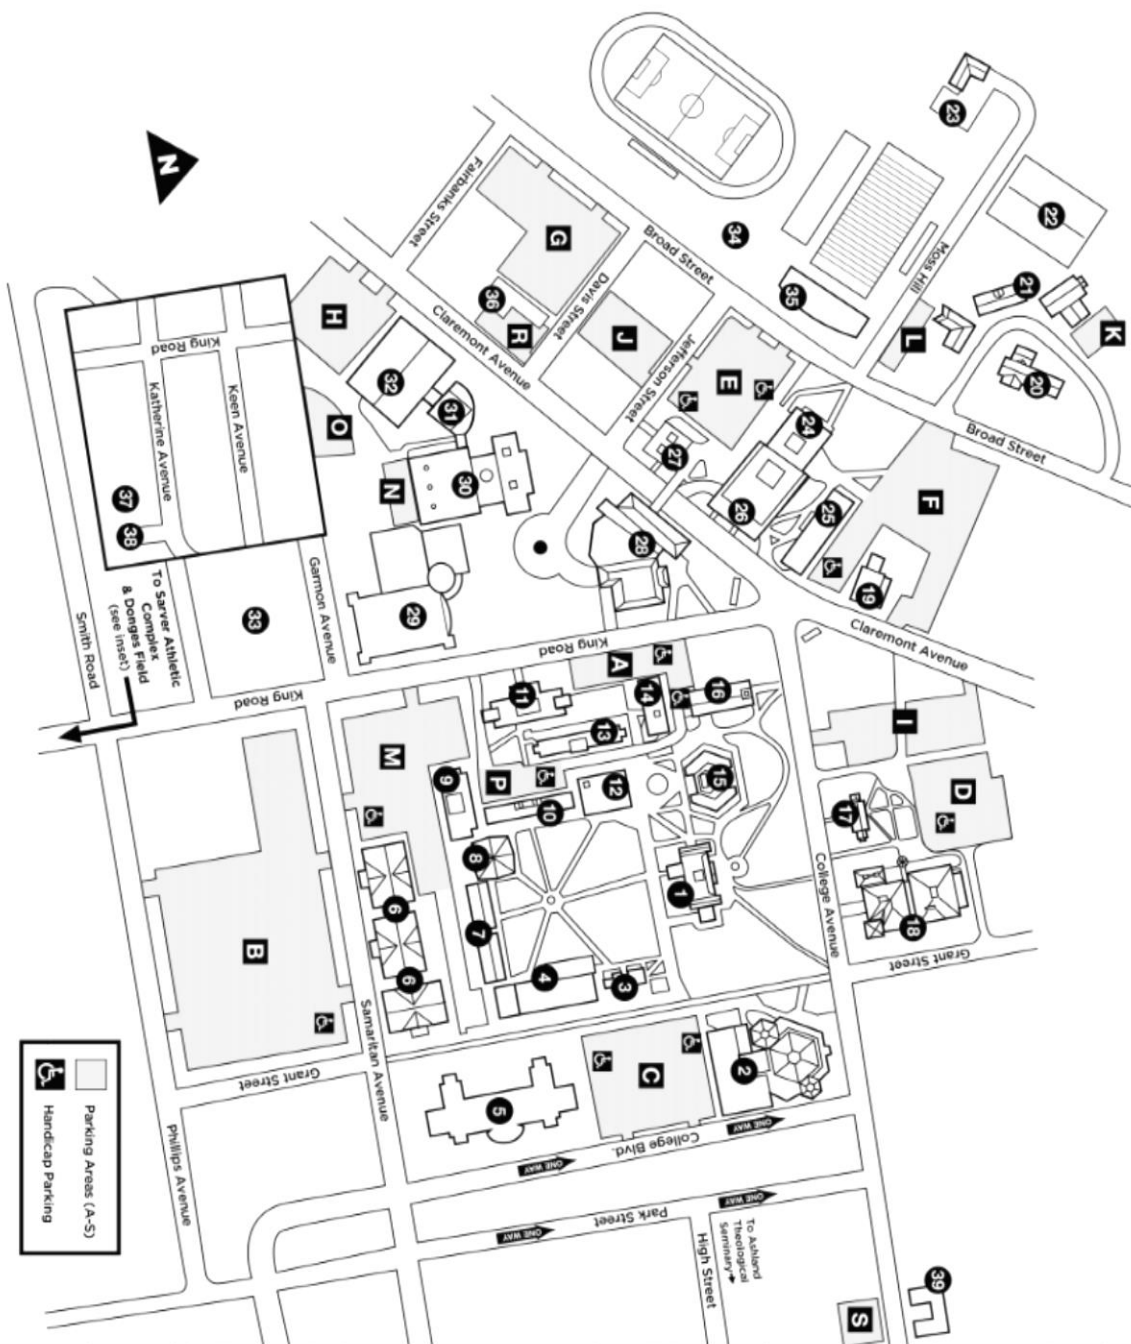 23
22
21
K
L
20
34
35
Moss Hill
Broad Street
Broad Street
N
Fairbanks Street
G
36
R
Davis Street
J
Jefferson Street
E
24
27
26
25
F
19
Claremont Avenue
Claremont Avenue
H
32
31
O
30
N
28
29
King Road
Keen Avenue
Katherine Avenue
37
38
33
Garmon Avenue
To Sarver Athletic
Complex
& Donges Field
(see inset)
Smith Road
King Road
King Road
A
11
14
16
13
I
M
P
9
10
12
15
17
D
8
1
18
College Avenue
6
7
4
3
Grant Street
B
6
Samaritan Avenue
Grant Street
C
2
5
College Blvd.
ONE WAY
ONE WAY
Phillips Avenue
Park Street
ONE WAY
ONE WAY
High Street
To Ashland
Theological
Seminary
39
S
Parking Areas (A-S)
Handicap Parking